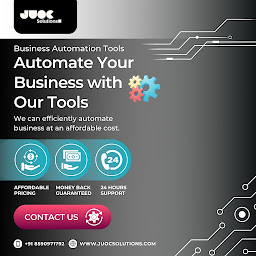 JUOC
Solutions
Business Automation Tools
Automate Your
Business with
Our Tools
We can efficiently automate
business at an affordable cost.
24
AFFORDABLE
PRICING
MONEY BACK
GUARANTEED
24 HOURS
SUPPORT
CONTACT US
+91 8590971792
WWW.JUOCSOLUTIONS.COM